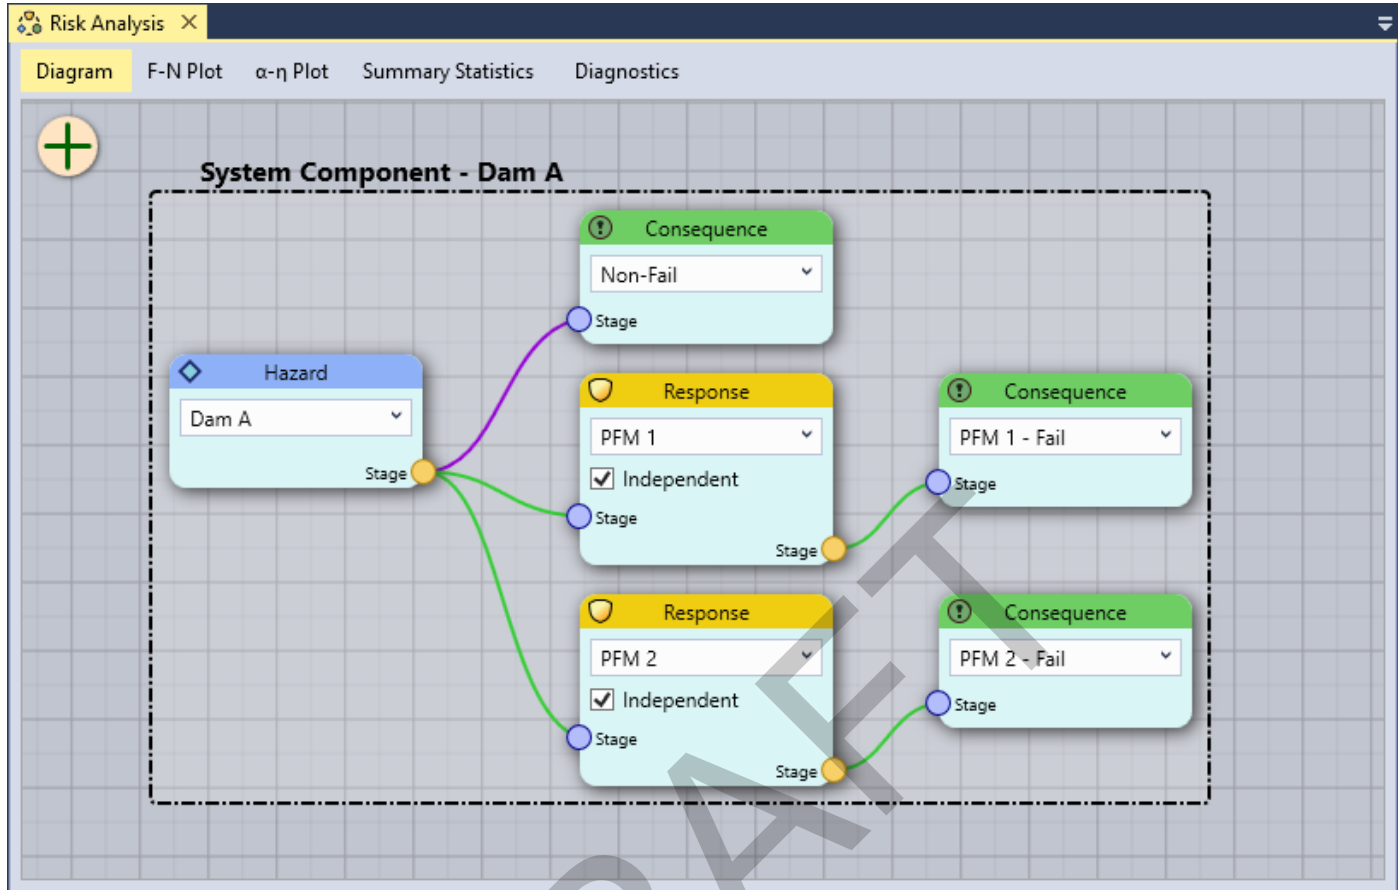 Risk Analysis
Diagram F-N Plot α-η Plot Summary Statistics Diagnostics
System Component - Dam A
Consequence
Non-Fail
Stage
Hazard
Dam A
Stage
Response
PFM 1
Independent
Stage
Stage
Consequence
PFM 1 - Fail
Stage
Response
PFM 2
Independent
Stage
Stage
Consequence
PFM 2 - Fail
Stage